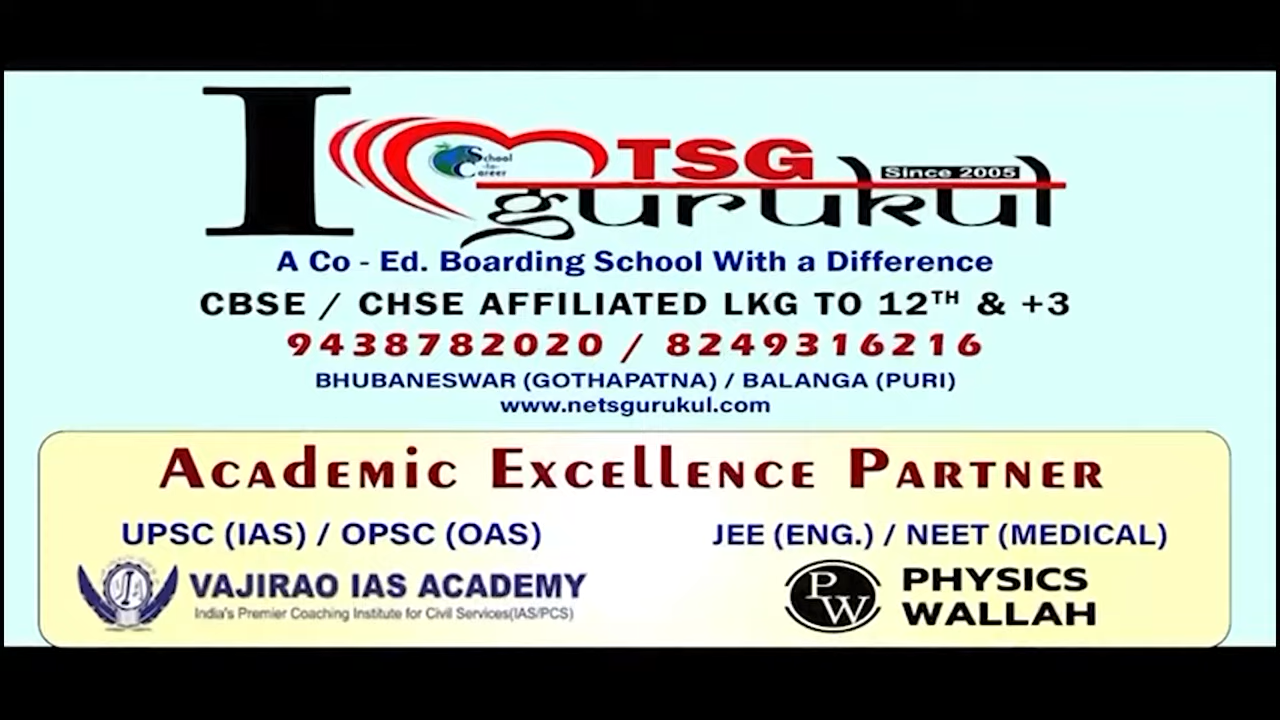 I TSG
School
-to-
Career
Since 2005
gurukul
A Co - Ed. Boarding School With a Difference
CBSE / CHSE AFFILIATED LKG TO 12TH & +3
9438782020 / 8249316216
BHUBANESWAR (GOTHAPATNA) / BALANGA (PURI)
www.netsgurukul.com
ACADEMIC EXCELLENCE PARTNER
UPSC (IAS) / OPSC (OAS)
VAJIRAO IAS ACADEMY
India's Premier Coaching Institute for Civil Services(IAS/PCS)
JEE (ENG.) / NEET (MEDICAL)
PW
PHYSICS
WALLAH